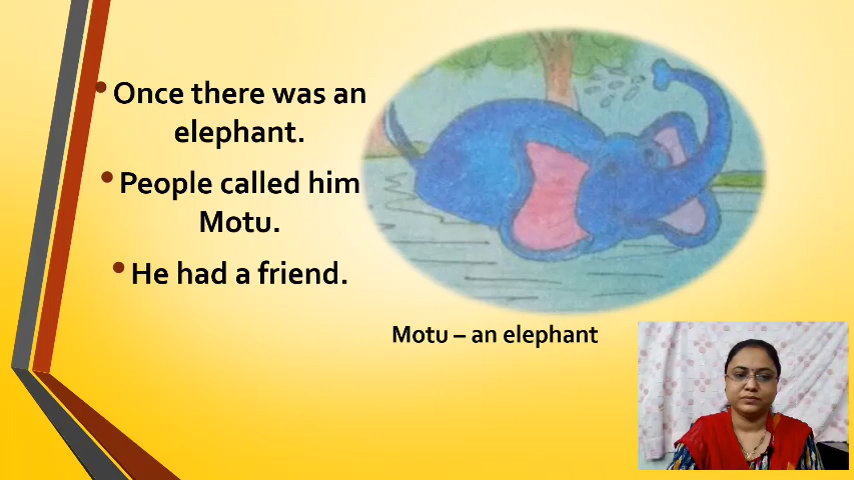 Once there was an
elephant.
People called him
Motu.
He had a friend.
Motu – an elephant